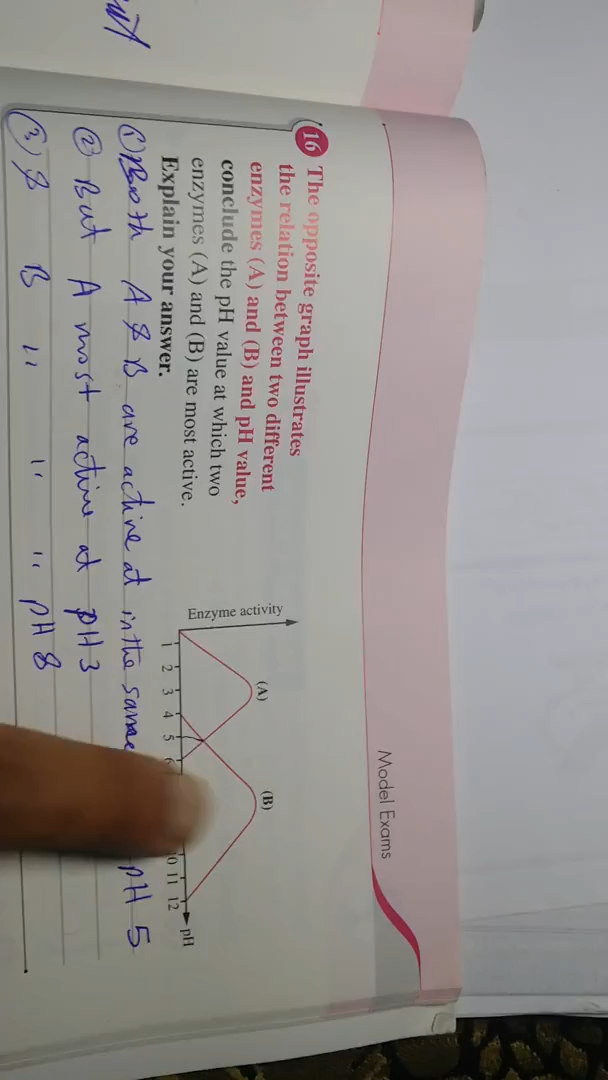 Model Exams
16 The opposite graph illustrates
the relation between two different
enzymes (A) and (B) and pH value,
conclude the pH value at which two
enzymes (A) and (B) are most active.
Explain your answer.
Enzyme activity
(A)
(B)
1 2 3 4 5 6 10 11 12
pH
① Both A & B are active at in the same pH 5
② But A most active at pH 3
③ & B " " " pH 8